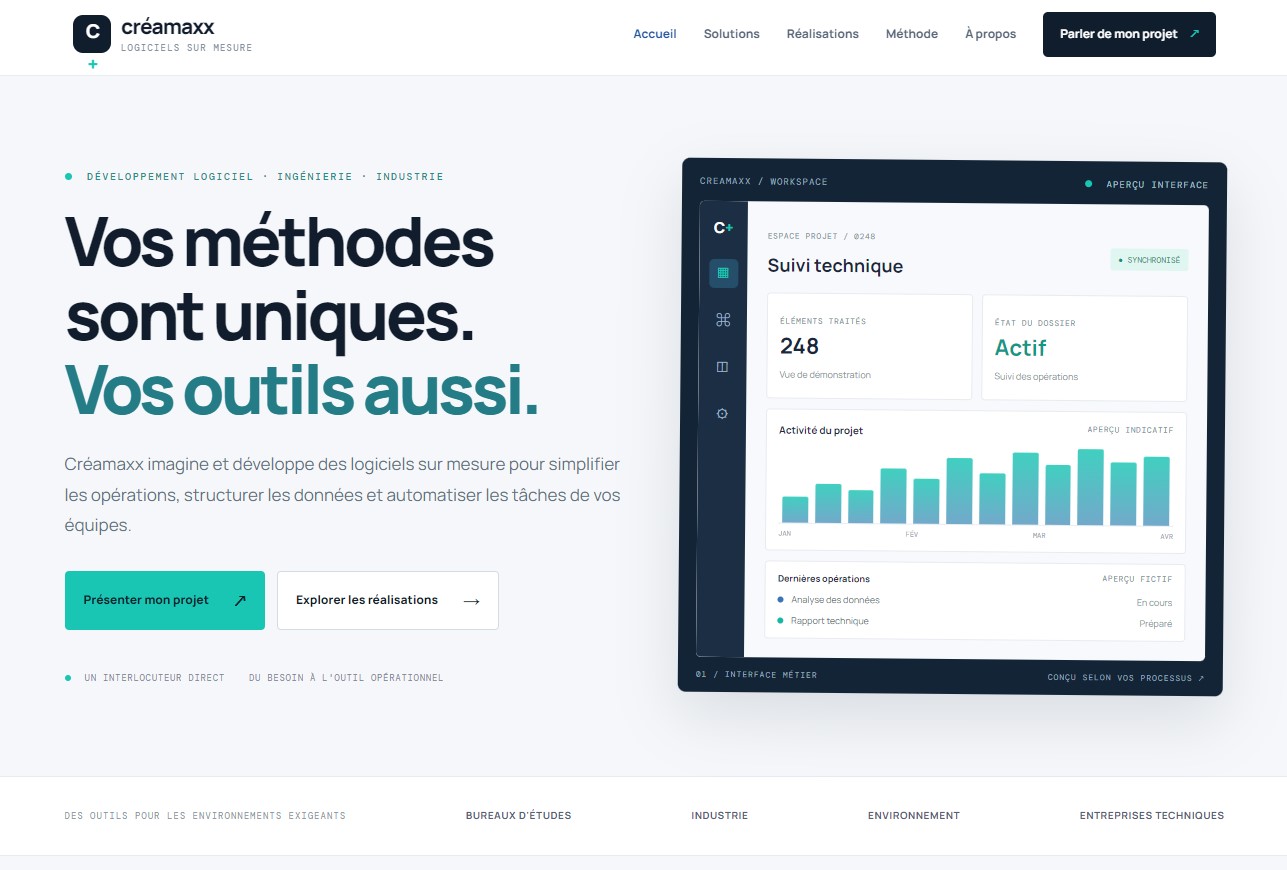 C
+
créamaxx
LOGICIELS SUR MESURE
Accueil
Solutions
Réalisations
Méthode
À propos
Parler de mon projet ↗
DÉVELOPPEMENT LOGICIEL · INGÉNIERIE · INDUSTRIE
Vos méthodes
sont uniques.
Vos outils aussi.
Créamaxx imagine et développe des logiciels sur mesure pour simplifier
les opérations, structurer les données et automatiser les tâches de vos
équipes.
Présenter mon projet ↗
Explorer les réalisations →
UN INTERLOCUTEUR DIRECT
DU BESOIN À L'OUTIL OPÉRATIONNEL
CREAMAXX / WORKSPACE
APERÇU INTERFACE
C+
ESPACE PROJET / 0248
Suivi technique
SYNCHRONISÉ
ÉLÉMENTS TRAITÉS
248
Vue de démonstration
ÉTAT DU DOSSIER
Actif
Suivi des opérations
Activité du projet
APERÇU INDICATIF
JAN
FÉV
MAR
AVR
Dernières opérations
APERÇU FICTIF
Analyse des données
En cours
Rapport technique
Préparé
01 / INTERFACE MÉTIER
CONÇU SELON VOS PROCESSUS ↗
DES OUTILS POUR LES ENVIRONNEMENTS EXIGEANTS
BUREAUX D'ÉTUDES
INDUSTRIE
ENVIRONNEMENT
ENTREPRISES TECHNIQUES